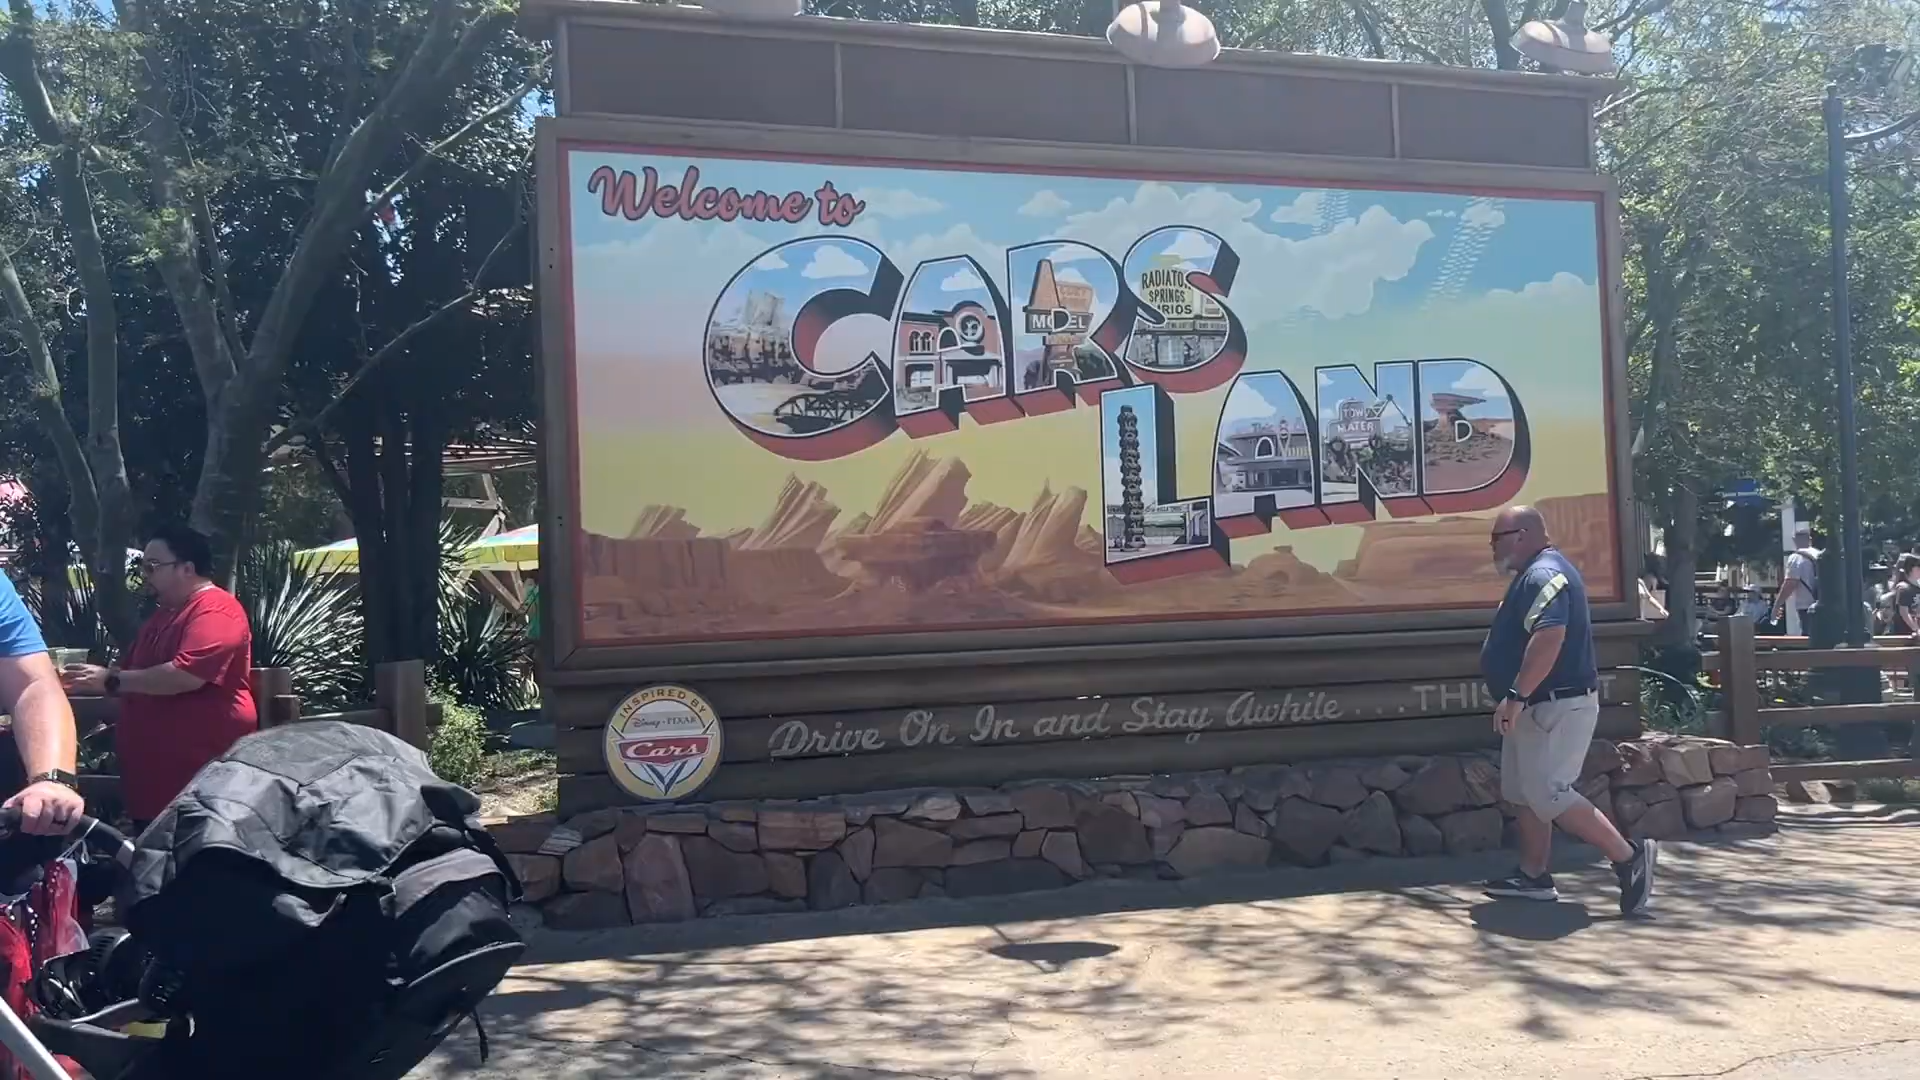 Welcome to
CARS
MOTEL
RADIATOR
SPRINGS
CURIOS
LAND
TOW
MATER
INSPIRED BY
Disney·PIXAR
Cars
Drive On In and Stay Awhile ....THIS